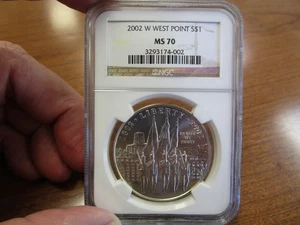 2002 W WEST POINT S$1
MS 70
3293174-002
NGC
LIBERTY